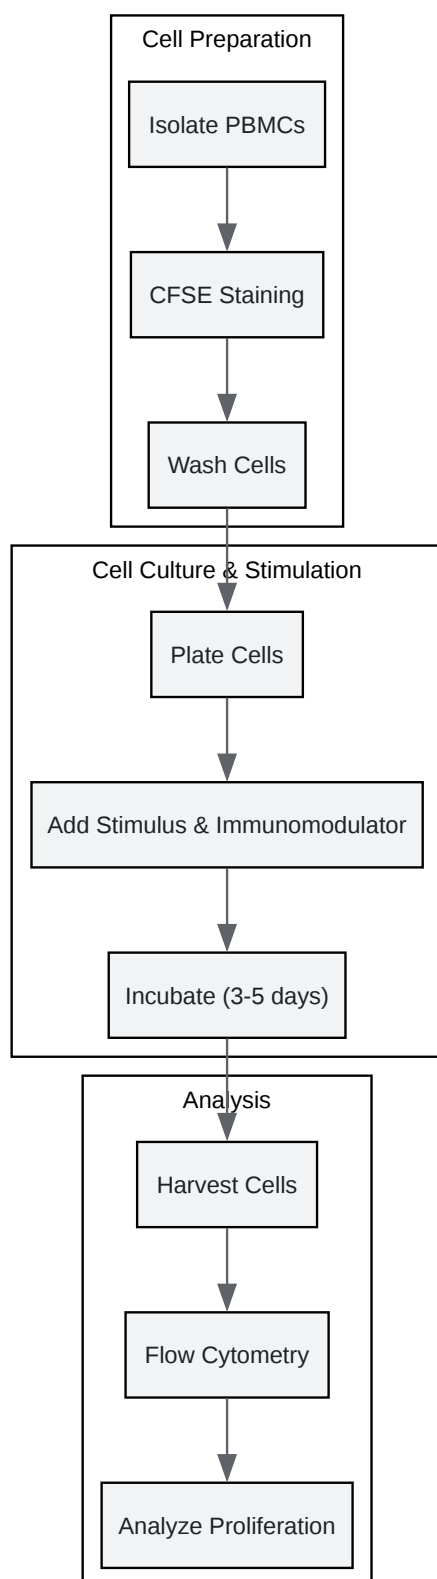 Cell Preparation
Isolate PBMCs
CFSE Staining
Wash Cells
Cell Culture & Stimulation
Plate Cells
Add Stimulus & Immunomodulator
Incubate (3-5 days)
Analysis
Harvest Cells
Flow Cytometry
Analyze Proliferation